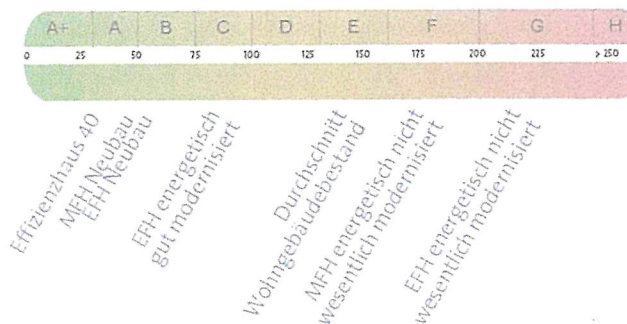 A+ A B C D E F G H
0 25 50 75 100 125 150 175 200 225 >250
Effizienzhaus 40
MFH Neubau
EFH Neubau
EFH energetisch
gut modernisiert
Durchschnitt
Wohngebäudebestand
MFH energetisch nicht
wesentlich modernisiert
EFH energetisch nicht
wesentlich modernisiert